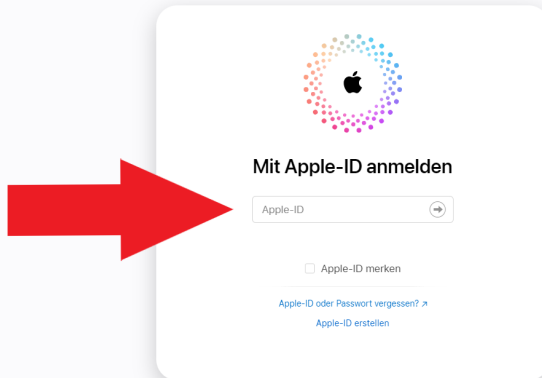 Mit Apple-ID anmelden
Apple-ID
Apple-ID merken
Apple-ID oder Passwort vergessen? ↗
Apple-ID erstellen